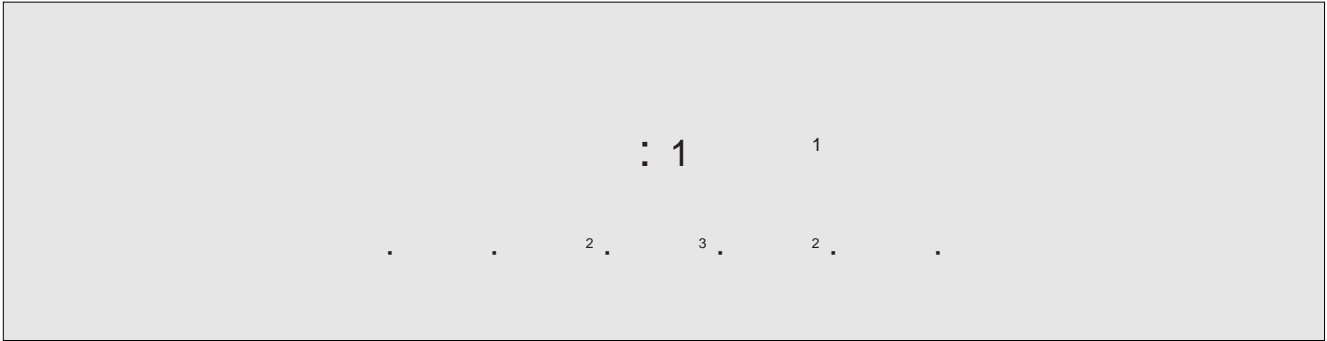 : 1 ¹
. . ². ³. ². .